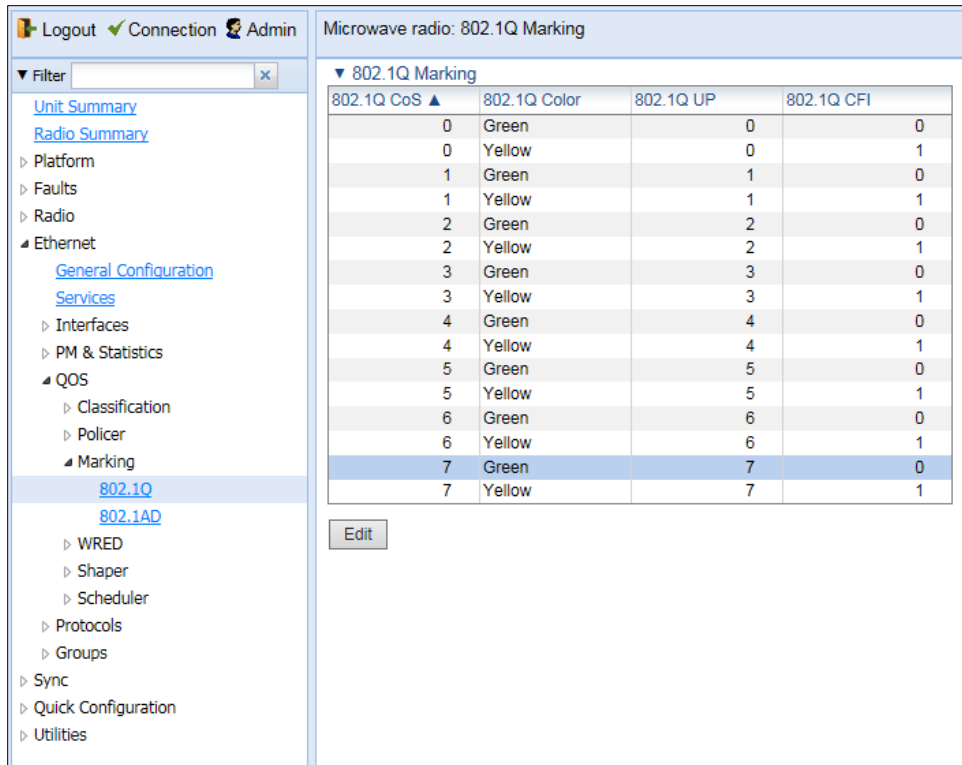 Logout Connection Admin
Filter
Unit Summary
Radio Summary
Platform
Faults
Radio
Ethernet
General Configuration
Services
Interfaces
PM & Statistics
QOS
Classification
Policer
Marking
802.1Q
802.1AD
WRED
Shaper
Scheduler
Protocols
Groups
Sync
Quick Configuration
Utilities
Microwave radio: 802.1Q Marking
▼ 802.1Q Marking
802.1Q CoS ▲ 802.1Q Color 802.1Q UP 802.1Q CFI
0 Green 0 0
0 Yellow 0 1
1 Green 1 0
1 Yellow 1 1
2 Green 2 0
2 Yellow 2 1
3 Green 3 0
3 Yellow 3 1
4 Green 4 0
4 Yellow 4 1
5 Green 5 0
5 Yellow 5 1
6 Green 6 0
6 Yellow 6 1
7 Green 7 0
7 Yellow 7 1
Edit